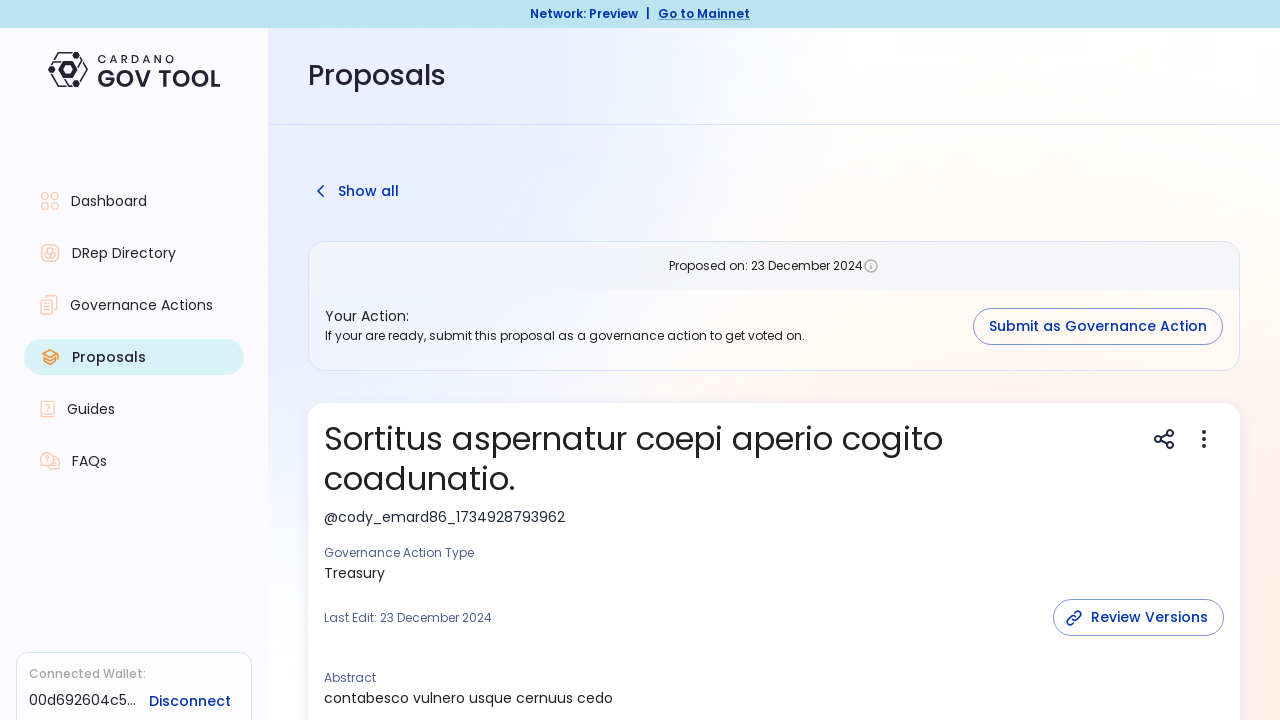 Network: Preview | Go to Mainnet
CARDANO
GOV TOOL
Proposals
Dashboard
DRep Directory
Governance Actions
Proposals
Guides
FAQs
Connected Wallet:
00d692604c5... Disconnect
Show all
Proposed on: 23 December 2024
Your Action:
If your are ready, submit this proposal as a governance action to get voted on.
Submit as Governance Action
Sortitus aspernatur coepi aperio cogito
coadunatio.
@cody_emard86_1734928793962
Governance Action Type
Treasury
Last Edit: 23 December 2024
Review Versions
Abstract
contabesco vulnero usque cernuus cedo